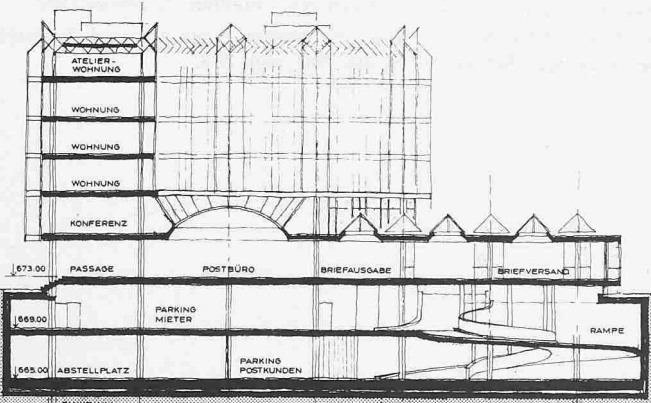 ATELIER-
WOHNUNG
WOHNUNG
WOHNUNG
WOHNUNG
KONFERENZ
673.00
PASSAGE
POSTBÜRO
BRIEFAUSGABE
BRIEFVERSAND
PARKING
MIETER
669.00
RAMPE
PARKING
POSTKUNDEN
665.00
ABSTELLPLATZ